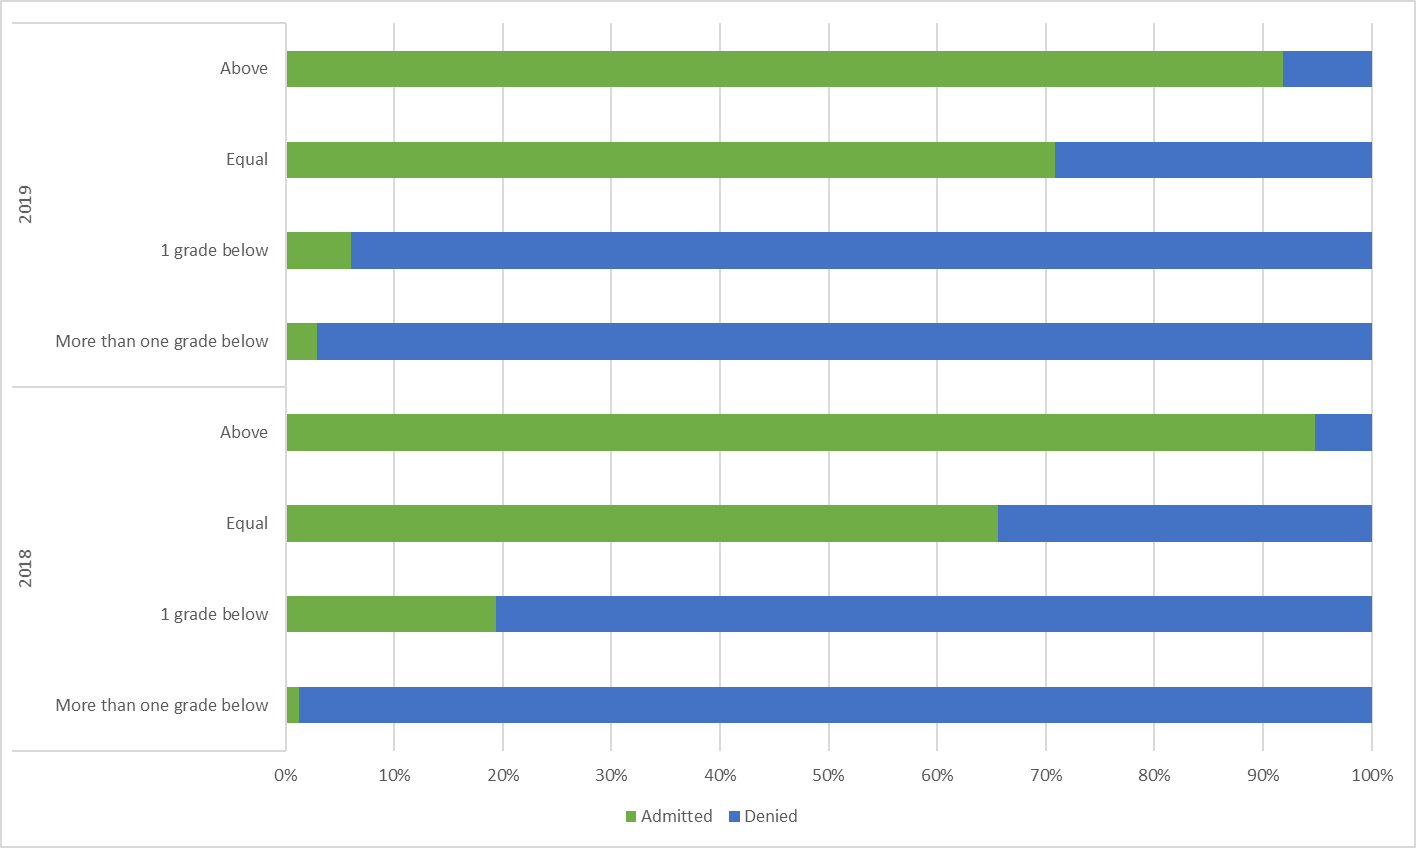 2019
Above
Equal
1 grade below
More than one grade below
2018
Above
Equal
1 grade below
More than one grade below
0% 10% 20% 30% 40% 50% 60% 70% 80% 90% 100%
Admitted Denied